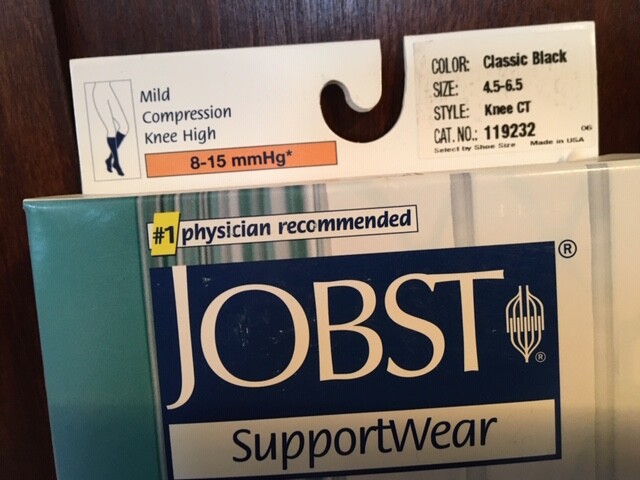 Mild
Compression
Knee High
8-15 mmHg*
COLOR: Classic Black
SIZE: 4.5-6.5
STYLE: Knee CT
CAT. NO.: 119232
06
Select by Shoe Size Made in USA
#1 physician recommended
JOBST®
®
SupportWear